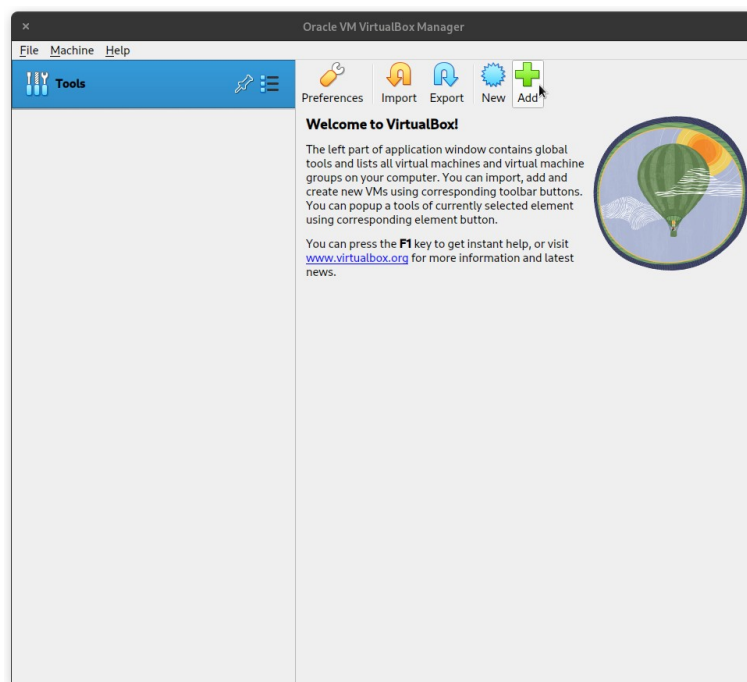 Oracle VM VirtualBox Manager
File Machine Help
Tools
Preferences Import Export New Add
Welcome to VirtualBox!
The left part of application window contains global
tools and lists all virtual machines and virtual machine
groups on your computer. You can import, add and
create new VMs using corresponding toolbar buttons.
You can popup a tools of currently selected element
using corresponding element button.
You can press the F1 key to get instant help, or visit
www.virtualbox.org for more information and latest
news.